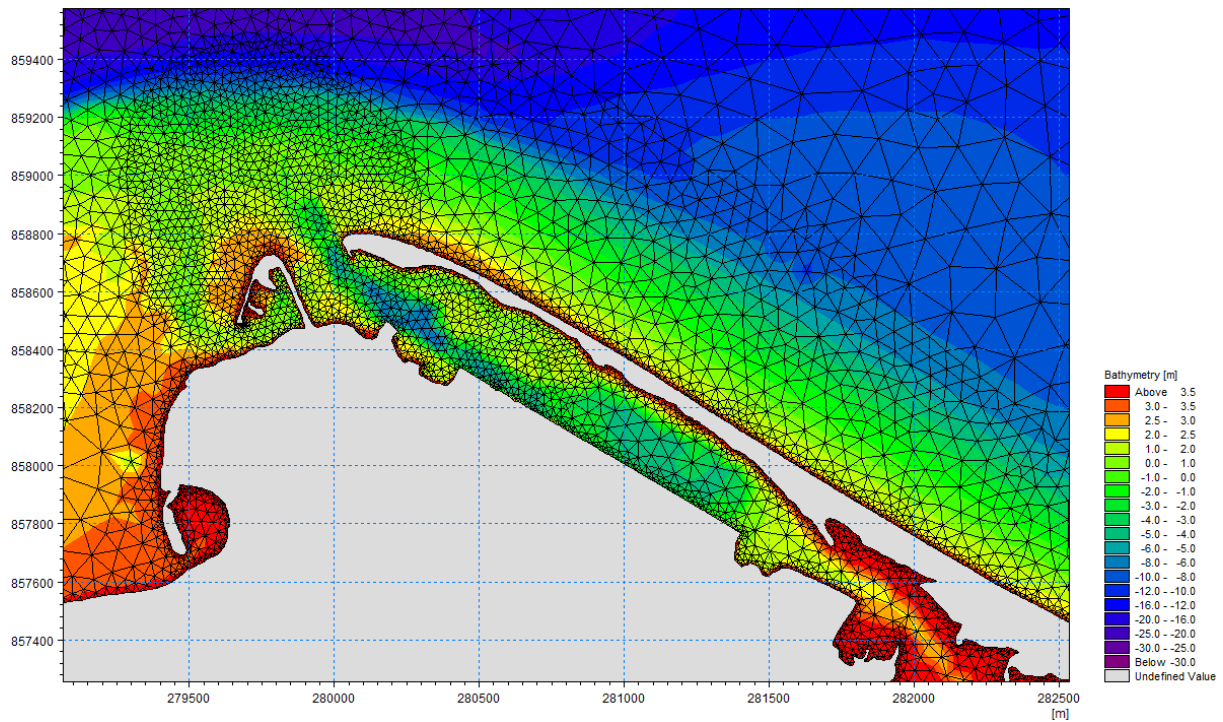 859400
859200
859000
858800
858600
858400
858200
858000
857800
857600
857400
279500 280000 280500 281000 281500 282000 282500
[m]
Bathymetry [m]
Above 3.5
3.0 - 3.5
2.5 - 3.0
2.0 - 2.5
1.0 - 2.0
0.0 - 1.0
-1.0 - 0.0
-2.0 - -1.0
-3.0 - -2.0
-4.0 - -3.0
-5.0 - -4.0
-6.0 - -5.0
-8.0 - -6.0
-10.0 - -8.0
-12.0 - -10.0
-16.0 - -12.0
-20.0 - -16.0
-25.0 - -20.0
-30.0 - -25.0
Below -30.0
Undefined Value